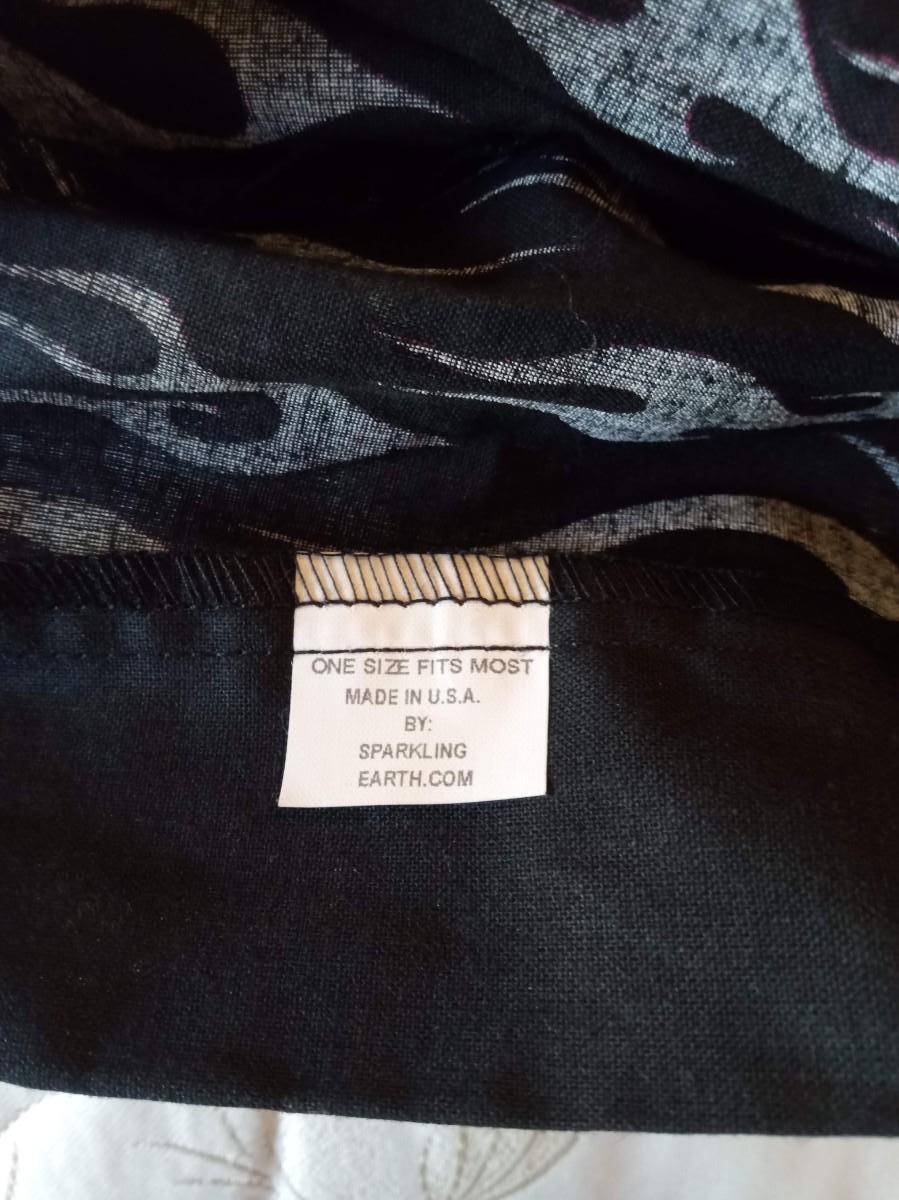 ONE SIZE FITS MOST
MADE IN U.S.A.
BY:
SPARKLING
EARTH.COM